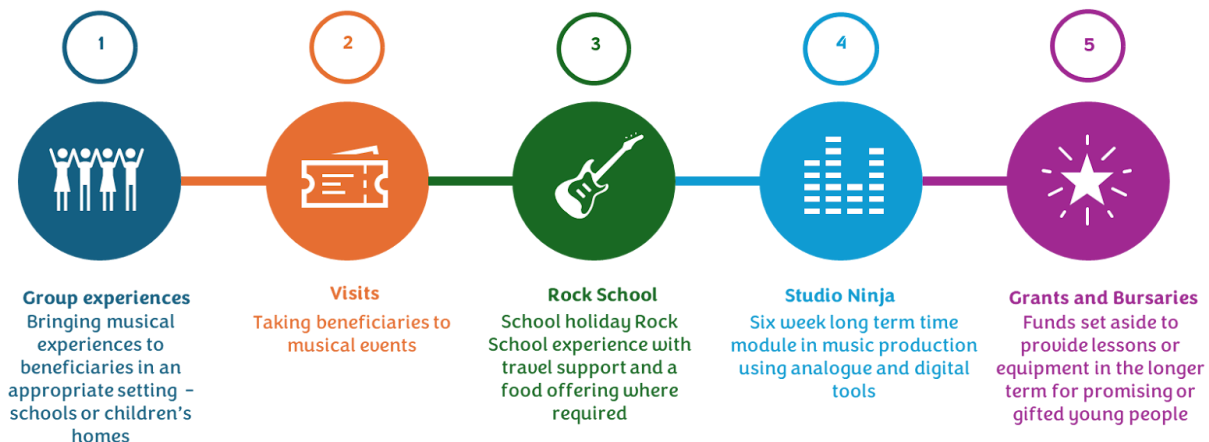 1
2
3
4
5
Group experiences
Bringing musical
experiences to
beneficiaries in an
appropriate setting –
schools or children's
homes
Visits
Taking beneficiaries to
musical events
Rock School
School holiday Rock
School experience with
travel support and a
food offering where
required
Studio Ninja
Six week long term time
module in music production
using analogue and digital
tools
Grants and Bursaries
Funds set aside to
provide lessons or
equipment in the longer
term for promising or
gifted young people